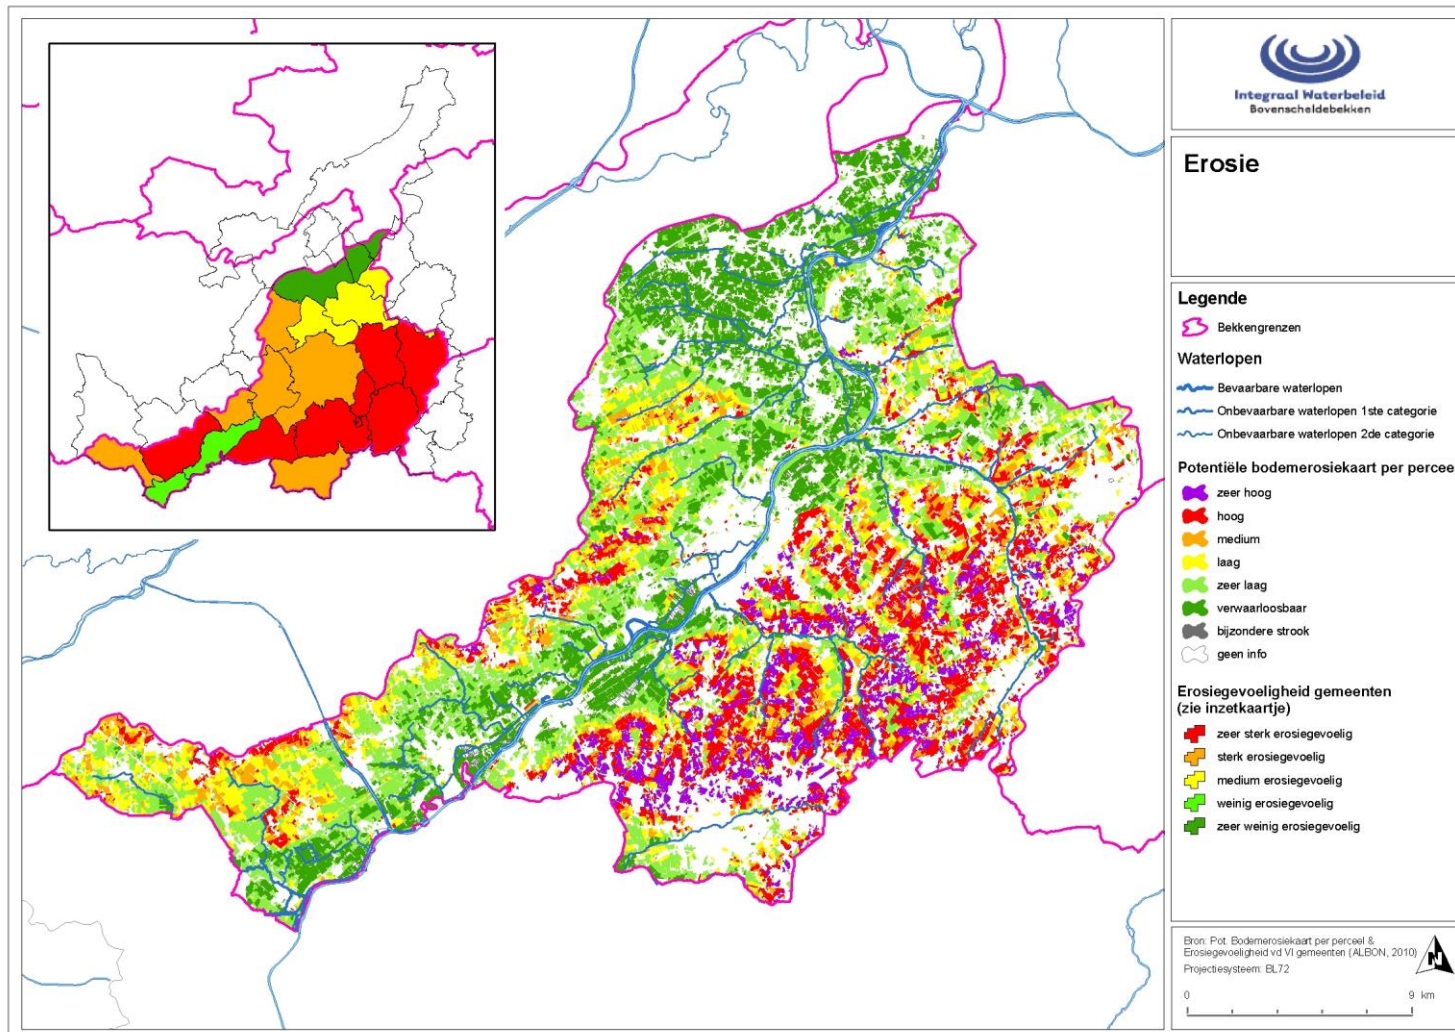 Integraal Waterbeleid
Bovenscheldebekken
Erosie
Legende
Bekkengrenzen
Waterlopen
Bevaarbare waterlopen
Onbevaarbare waterlopen 1ste categorie
Onbevaarbare waterlopen 2de categorie
Potentiële bodemerosiekaart per percee
zeer hoog
hoog
medium
laag
zeer laag
verwaarloosbaar
bijzondere strook
geen info
Erosiegevoeligheid gemeenten
(zie inzetkaartje)
zeer sterk erosiegevoelig
sterk erosiegevoelig
medium erosiegevoelig
weinig erosiegevoelig
zeer weinig erosiegevoelig
Bron: Pot. Bodemerosiekaart per perceel &
Erosiegevoeligheid vd Vl gemeenten (ALBON, 2010)
Projectiesysteem: BL72
N
0 9 km